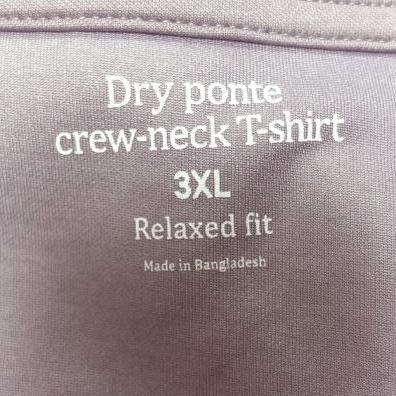 Dry ponte
crew-neck T-shirt
3XL
Relaxed fit
Made in Bangladesh